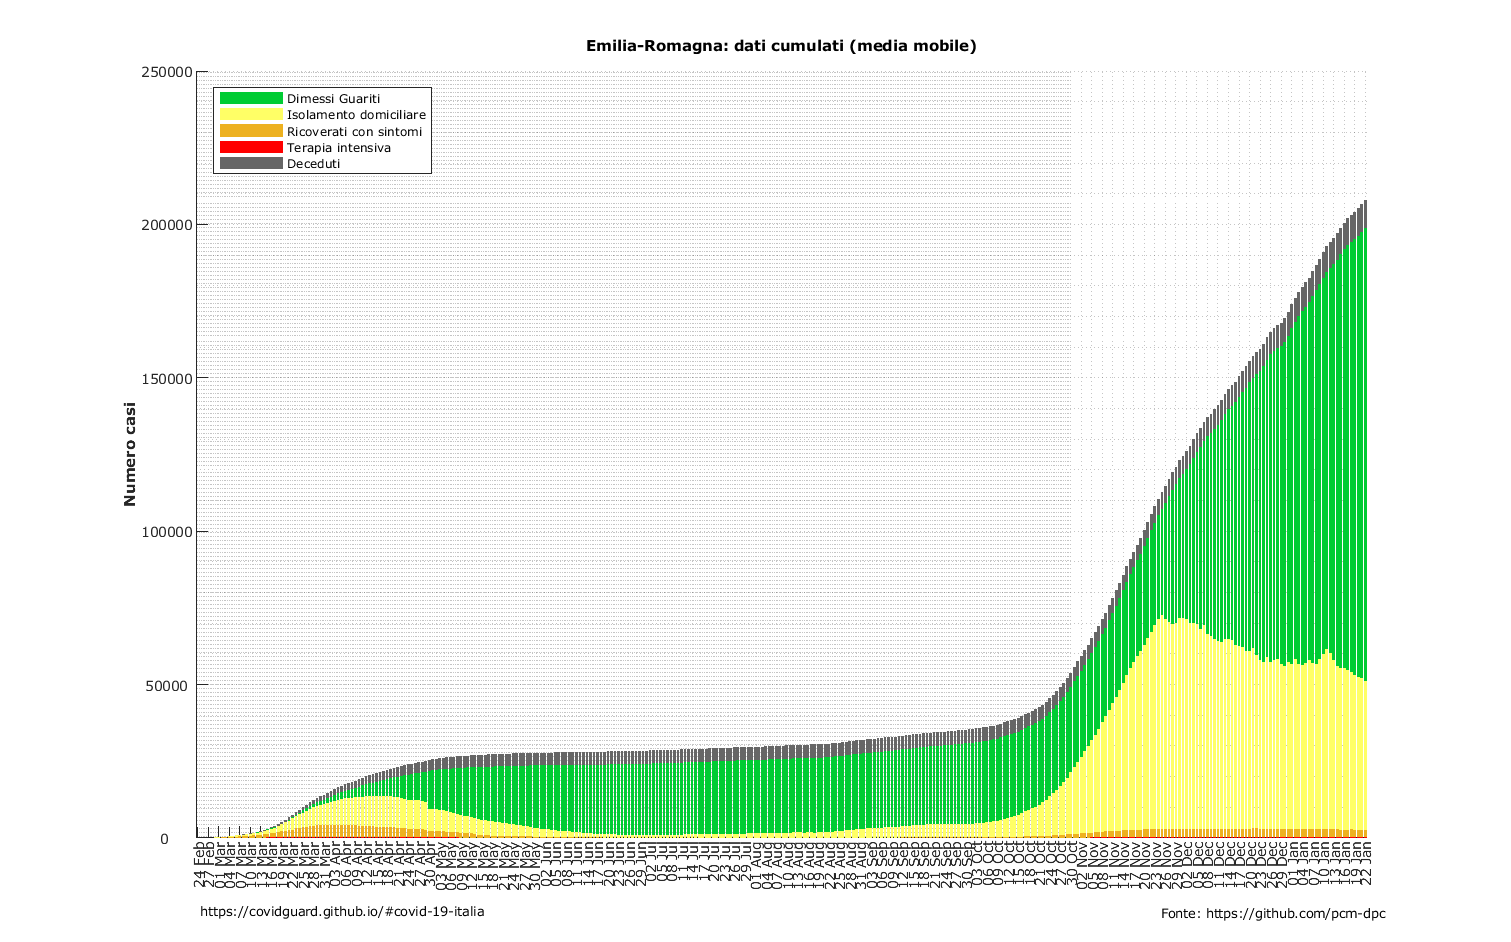 Emilia-Romagna: dati cumulati (media mobile)
250000
200000
150000
100000
50000
0
Numero casi
Dimessi Guariti
Isolamento domiciliare
Ricoverati con sintomi
Terapia intensiva
Deceduti
24 Feb
27 Feb
01 Mar
04 Mar
07 Mar
10 Mar
13 Mar
16 Mar
19 Mar
22 Mar
25 Mar
28 Mar
31 Mar
03 Apr
06 Apr
09 Apr
12 Apr
15 Apr
18 Apr
21 Apr
24 Apr
27 Apr
30 Apr
03 May
06 May
09 May
12 May
15 May
18 May
21 May
24 May
27 May
30 May
02 Jun
05 Jun
08 Jun
11 Jun
14 Jun
17 Jun
20 Jun
23 Jun
26 Jun
29 Jun
02 Jul
05 Jul
08 Jul
11 Jul
14 Jul
17 Jul
20 Jul
23 Jul
26 Jul
29 Jul
01 Aug
04 Aug
07 Aug
10 Aug
13 Aug
16 Aug
19 Aug
22 Aug
25 Aug
28 Aug
31 Aug
03 Sep
06 Sep
09 Sep
12 Sep
15 Sep
18 Sep
21 Sep
24 Sep
27 Sep
30 Sep
03 Oct
06 Oct
09 Oct
12 Oct
15 Oct
18 Oct
21 Oct
24 Oct
27 Oct
30 Oct
02 Nov
05 Nov
08 Nov
11 Nov
14 Nov
17 Nov
20 Nov
23 Nov
26 Nov
29 Nov
02 Dec
05 Dec
08 Dec
11 Dec
14 Dec
17 Dec
20 Dec
23 Dec
26 Dec
29 Dec
01 Jan
04 Jan
07 Jan
10 Jan
13 Jan
16 Jan
19 Jan
22 Jan
https://covidguard.github.io/#covid-19-italia
Fonte: https://github.com/pcm-dpc